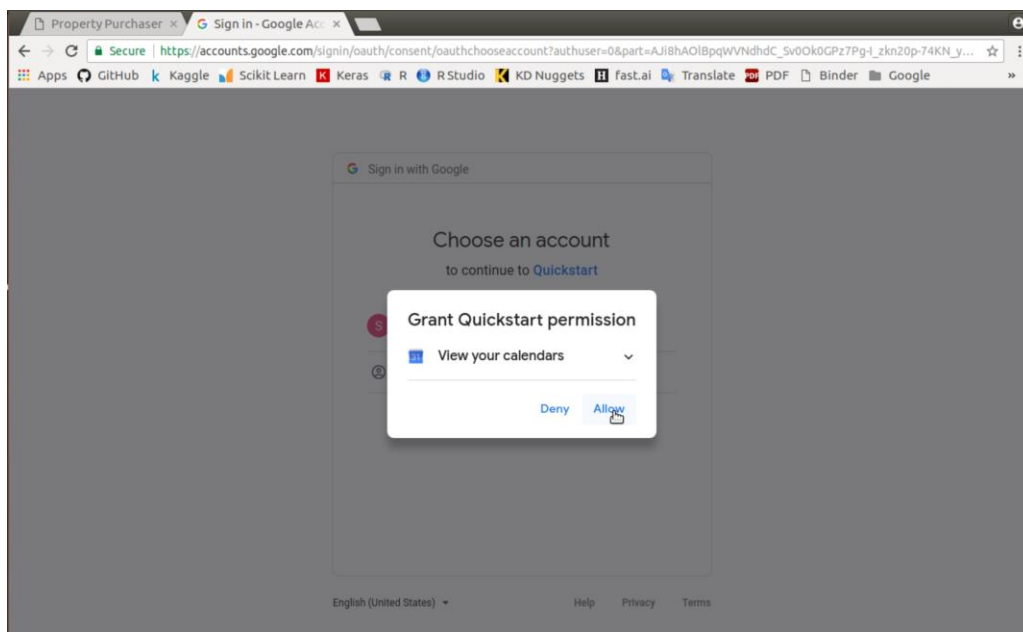 Property Purchaser × G Sign in - Google Acc ×
Secure | https://accounts.google.com/signin/oauth/consent/oauthchooseaccount?authuser=0&part=AJi8hAOlBpqWVNdhdC_Sv0Ok0GPz7Pg-I_zkn20p-74KN_y...
Apps GitHub k Kaggle Scikit Learn K Keras R R RStudio KD Nuggets H fast.ai Translate PDF PDF Binder Google »
G Sign in with Google
Choose an account
to continue to Quickstart
S
Grant Quickstart permission
31 View your calendars
Deny Allow
English (United States) Help Privacy Terms